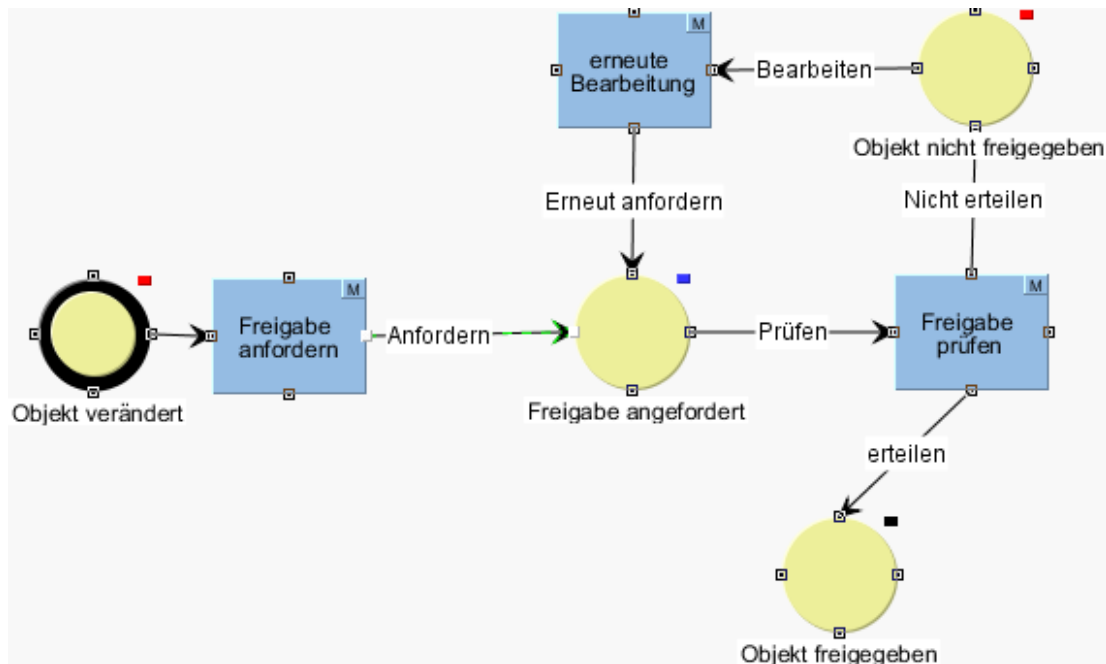 M
erneute
Bearbeitung
Bearbeiten
Objekt nicht freigegeben
Erneut anfordern
Nicht erteilen
M
Freigabe
anfordern
Anfordern
Prüfen
M
Freigabe
prüfen
Objekt verändert
Freigabe angefordert
erteilen
Objekt freigegeben